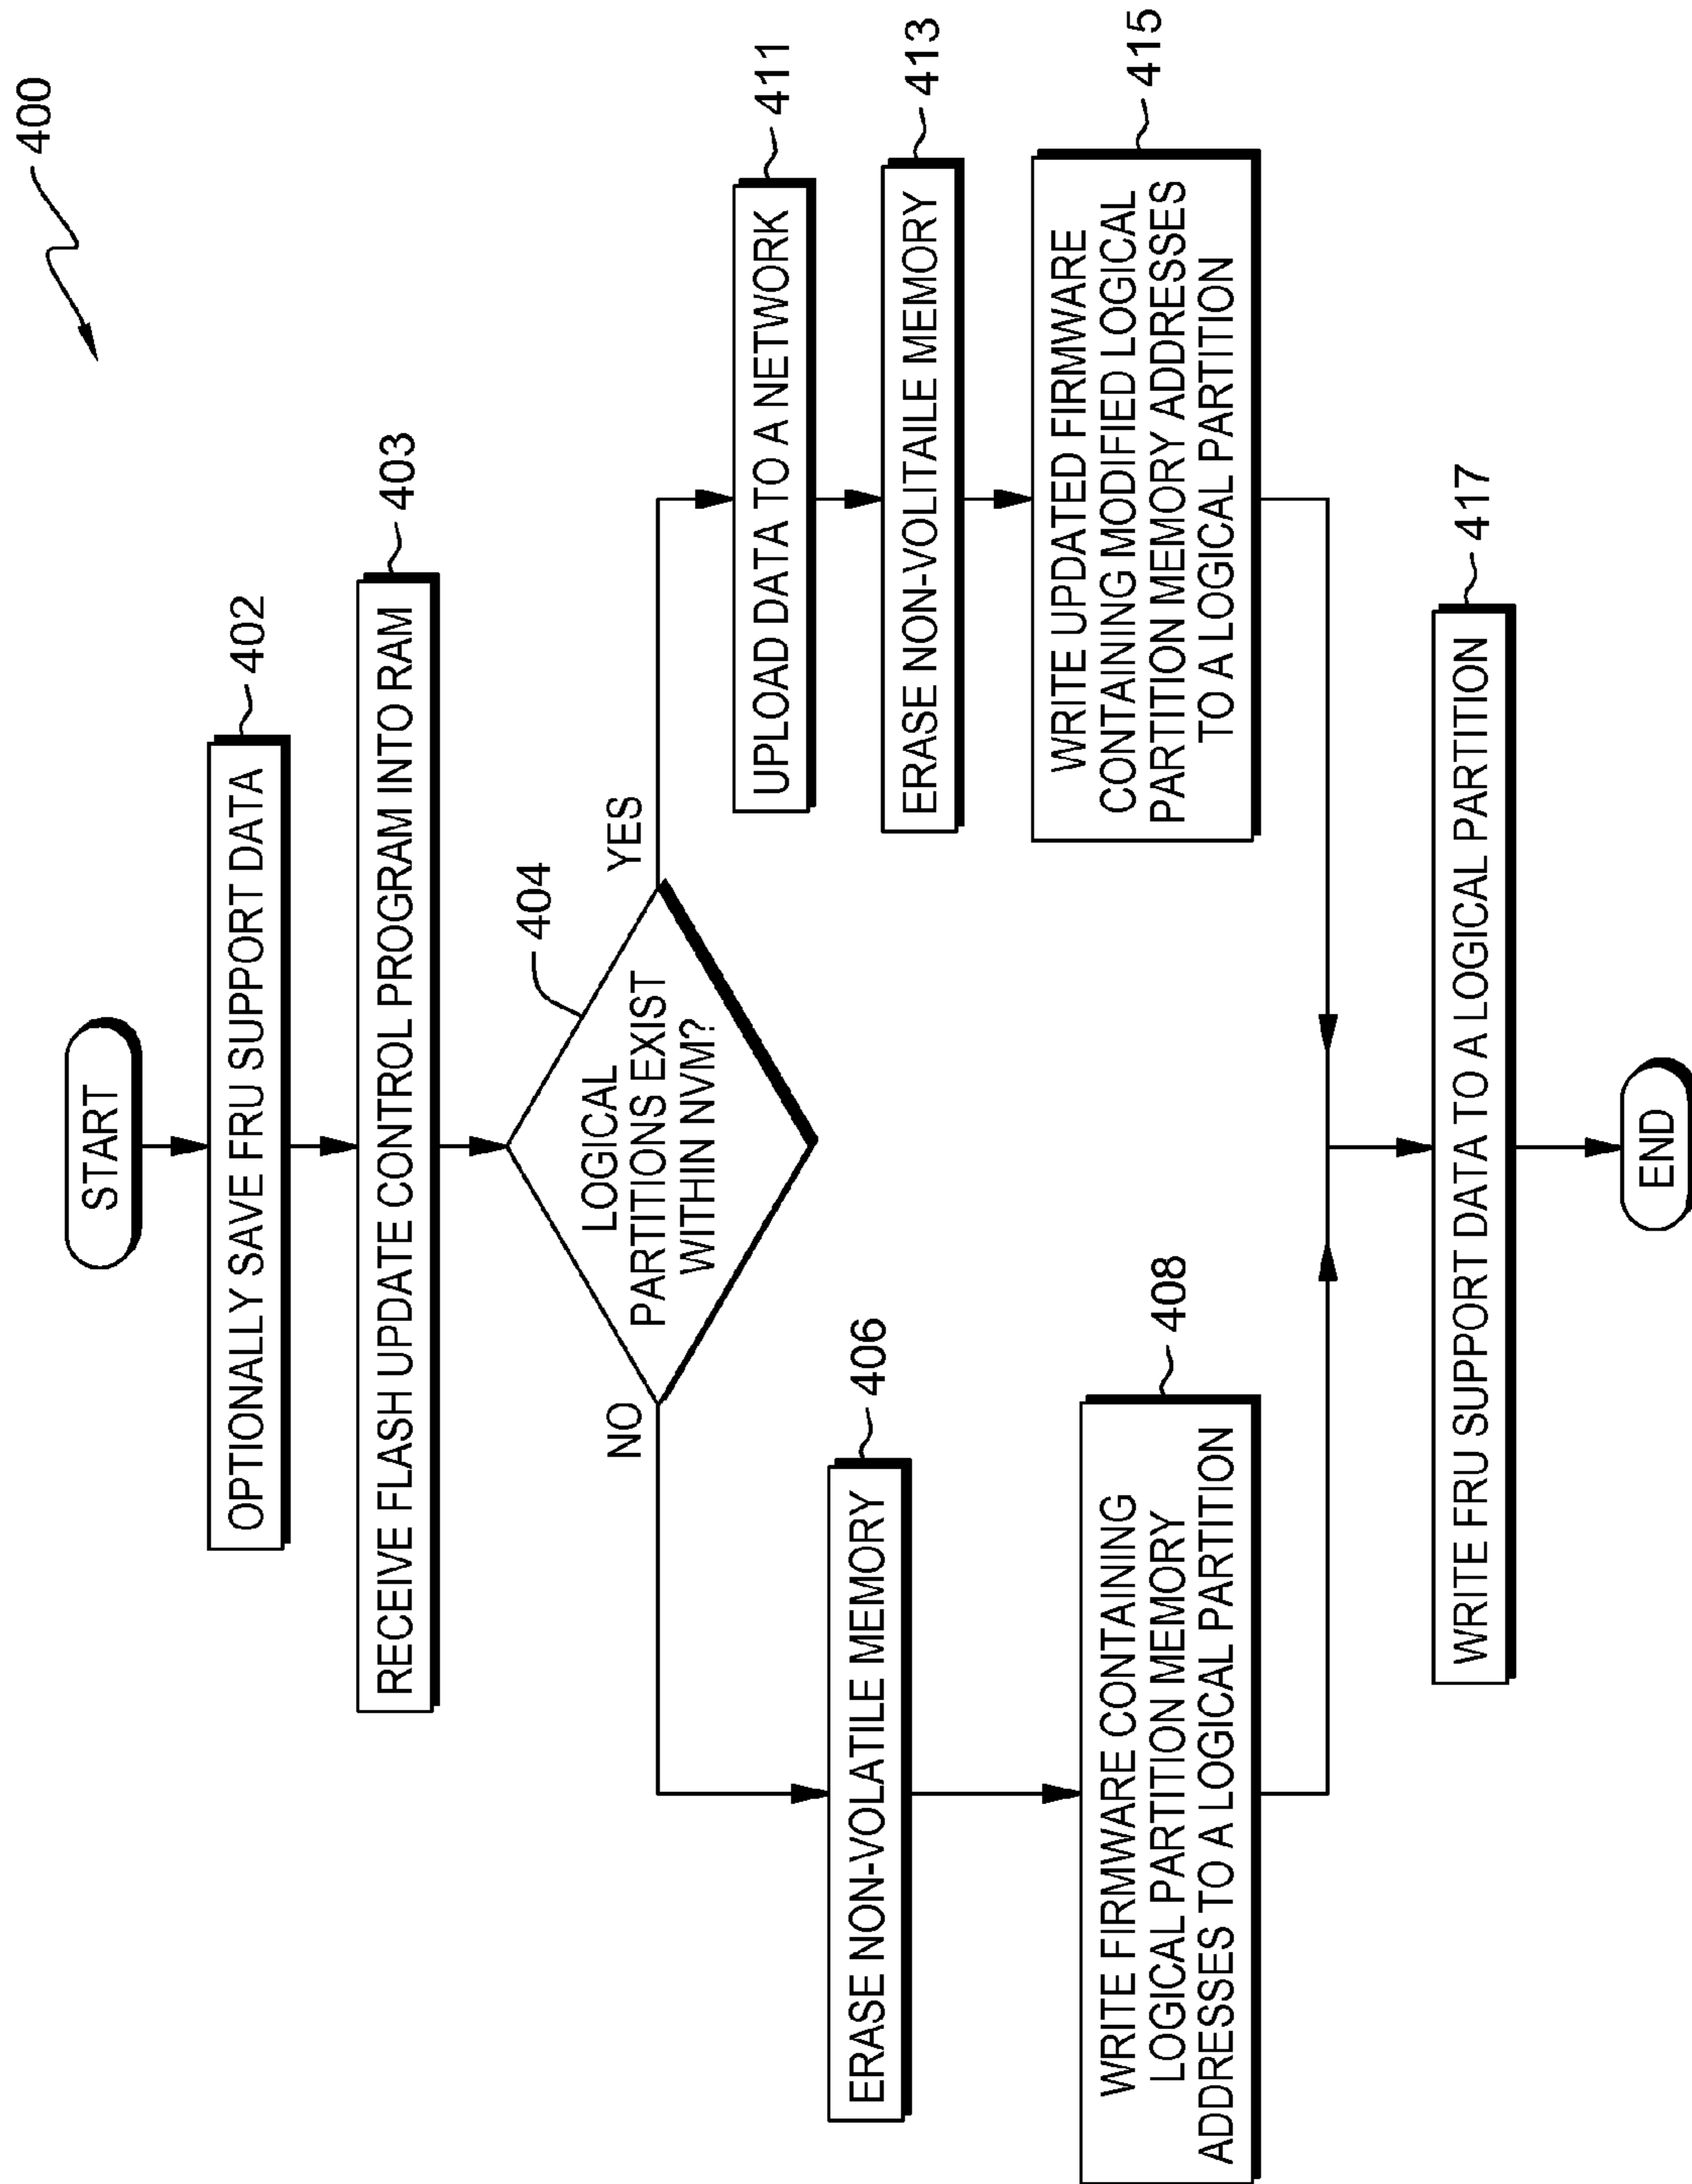 400
START
OPTIONALLY SAVE FRU SUPPORT DATA
402
RECEIVE FLASH UPDATE CONTROL PROGRAM INTO RAM
403
LOGICAL
PARTITIONS EXIST
WITHIN NVM?
404
NO
YES
ERASE NON-VOLATILE MEMORY
406
WRITE FIRMWARE CONTAINING
LOGICAL PARTITION MEMORY
ADDRESSES TO A LOGICAL PARTITION
408
UPLOAD DATA TO A NETWORK
411
ERASE NON-VOLITAILE MEMORY
413
WRITE UPDATED FIRMWARE
CONTAINING MODIFIED LOGICAL
PARTITION MEMORY ADDRESSES
TO A LOGICAL PARTITION
415
WRITE FRU SUPPORT DATA TO A LOGICAL PARTITION
417
END